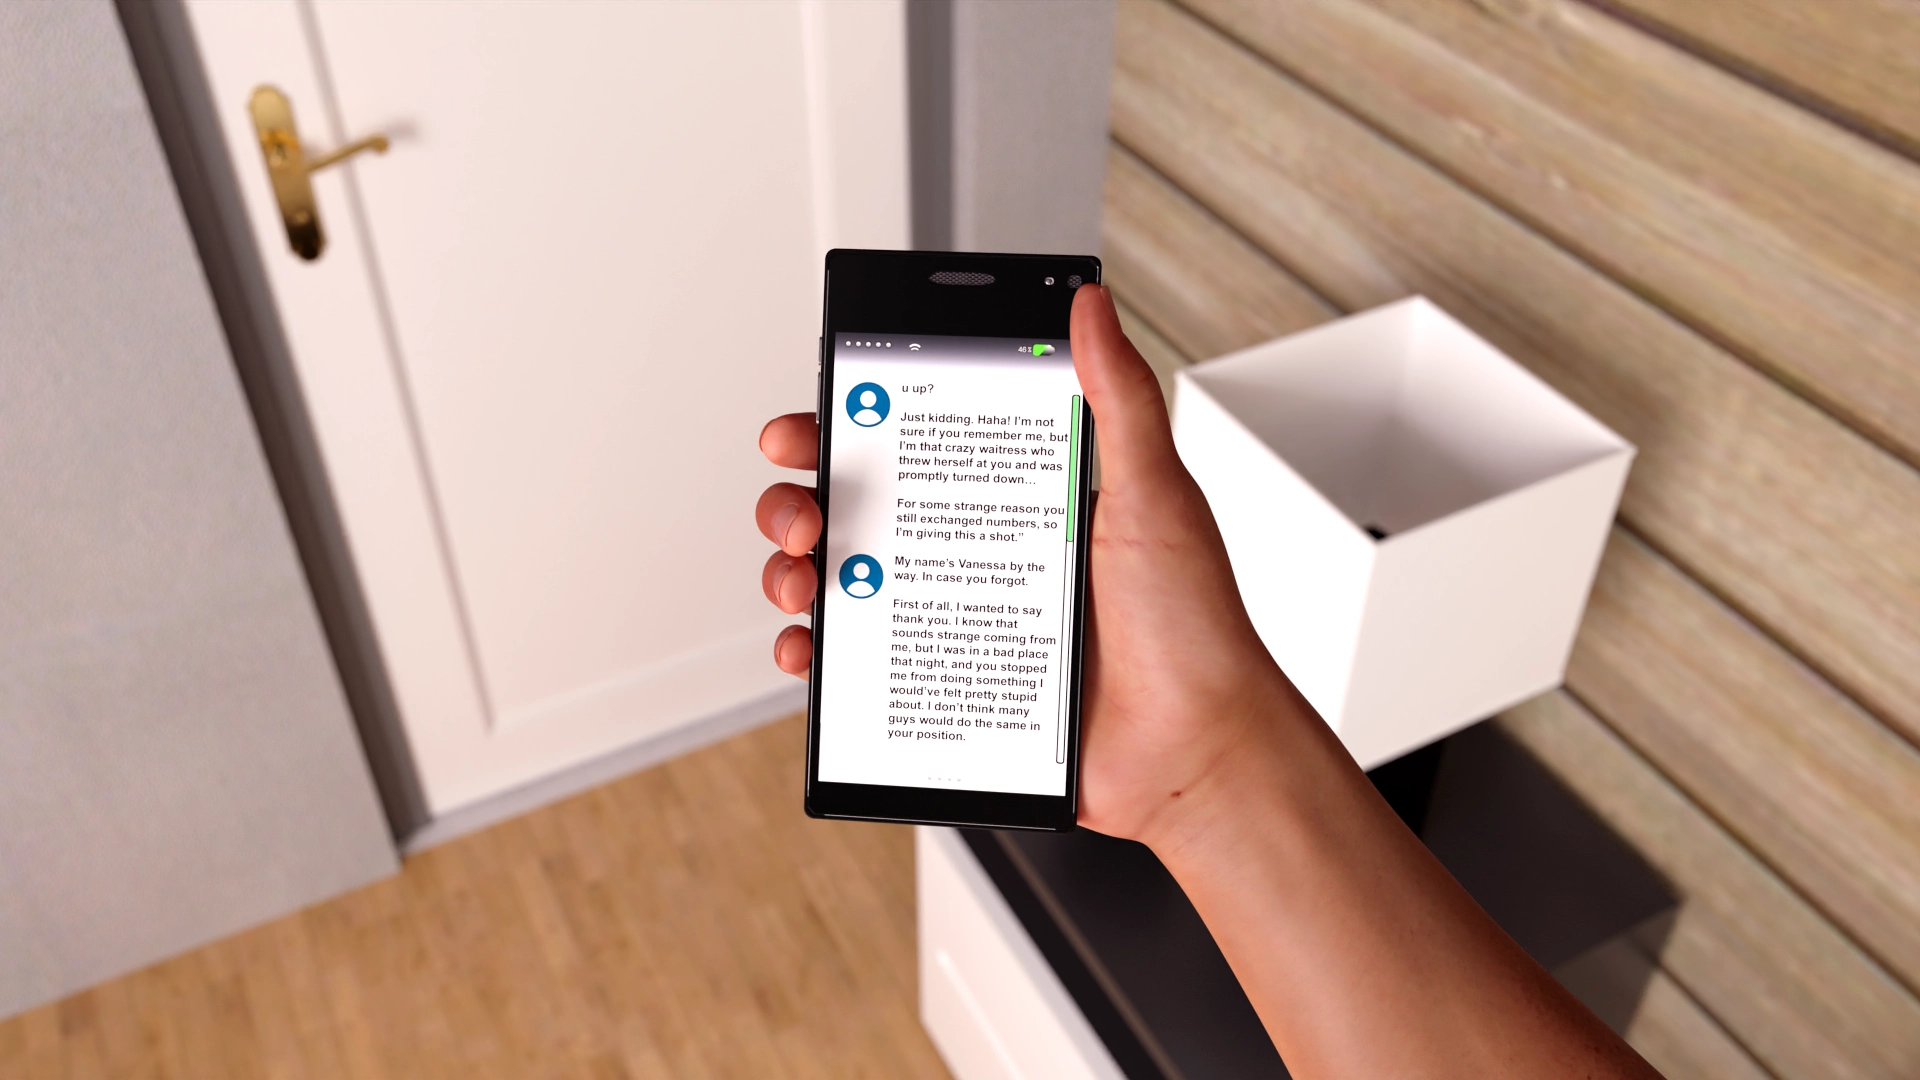 46%
u up?
Just kidding. Haha! I'm not
sure if you remember me, but
I'm that crazy waitress who
threw herself at you and was
promptly turned down...
For some strange reason you
still exchanged numbers, so
I'm giving this a shot."
My name's Vanessa by the
way. In case you forgot.
First of all, I wanted to say
thank you. I know that
sounds strange coming from
me, but I was in a bad place
that night, and you stopped
me from doing something I
would've felt pretty stupid
about. I don't think many
guys would do the same in
your position.